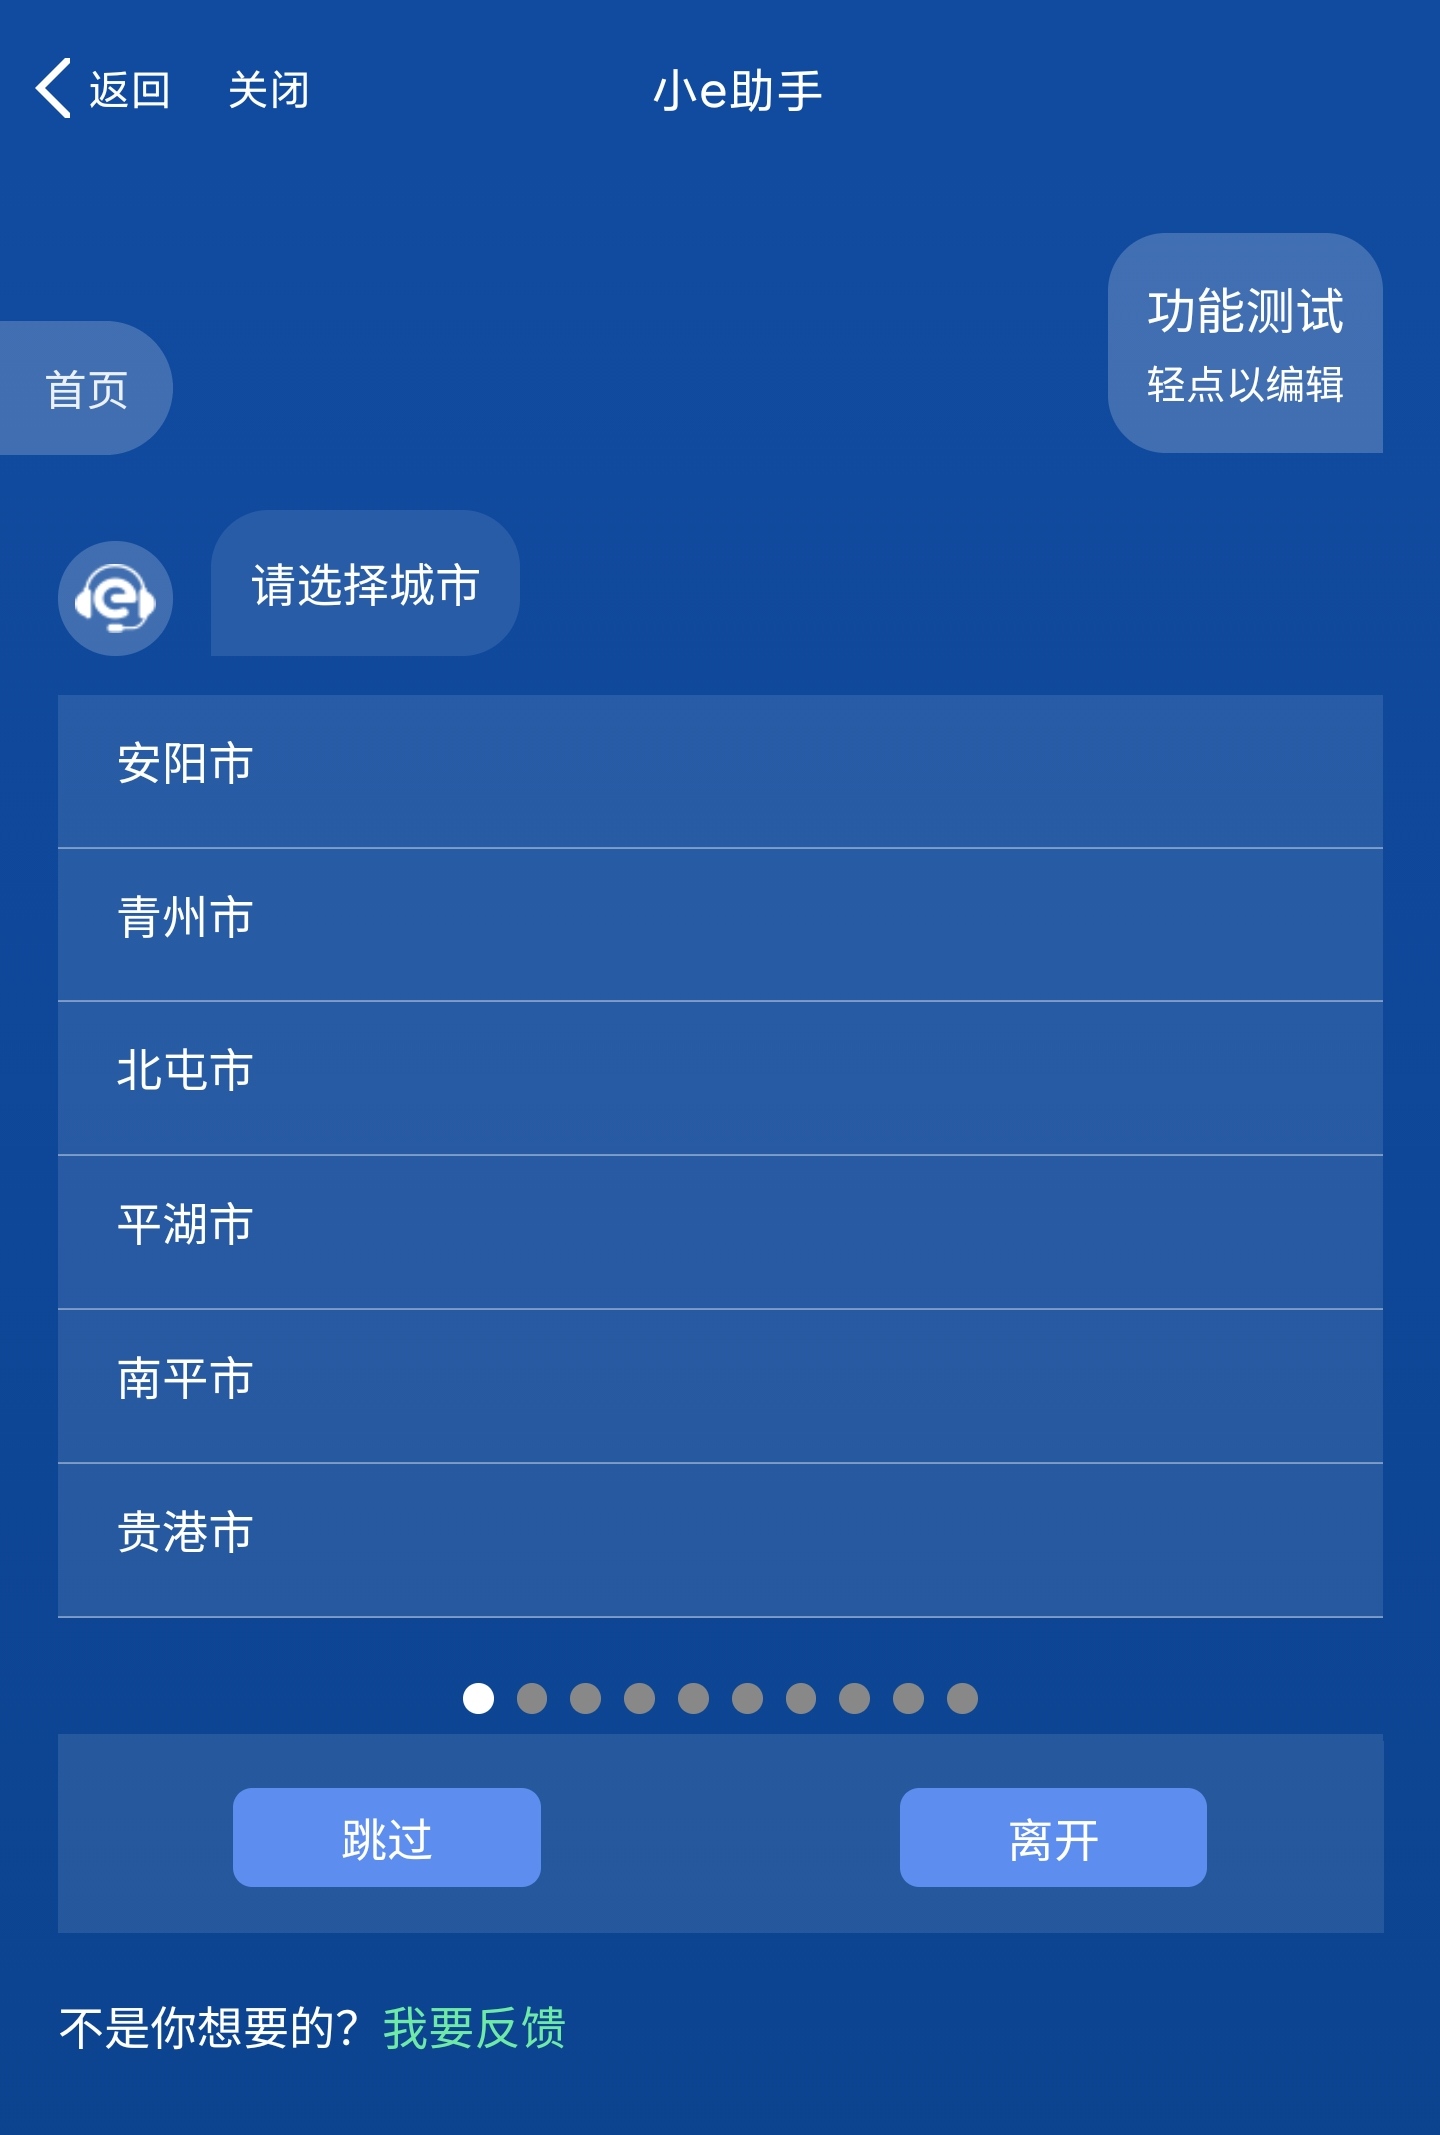 返回 关闭 小e助手
功能测试
轻点以编辑
首页
请选择城市
安阳市
青州市
北屯市
平湖市
南平市
贵港市
跳过 离开
不是你想要的？我要反馈